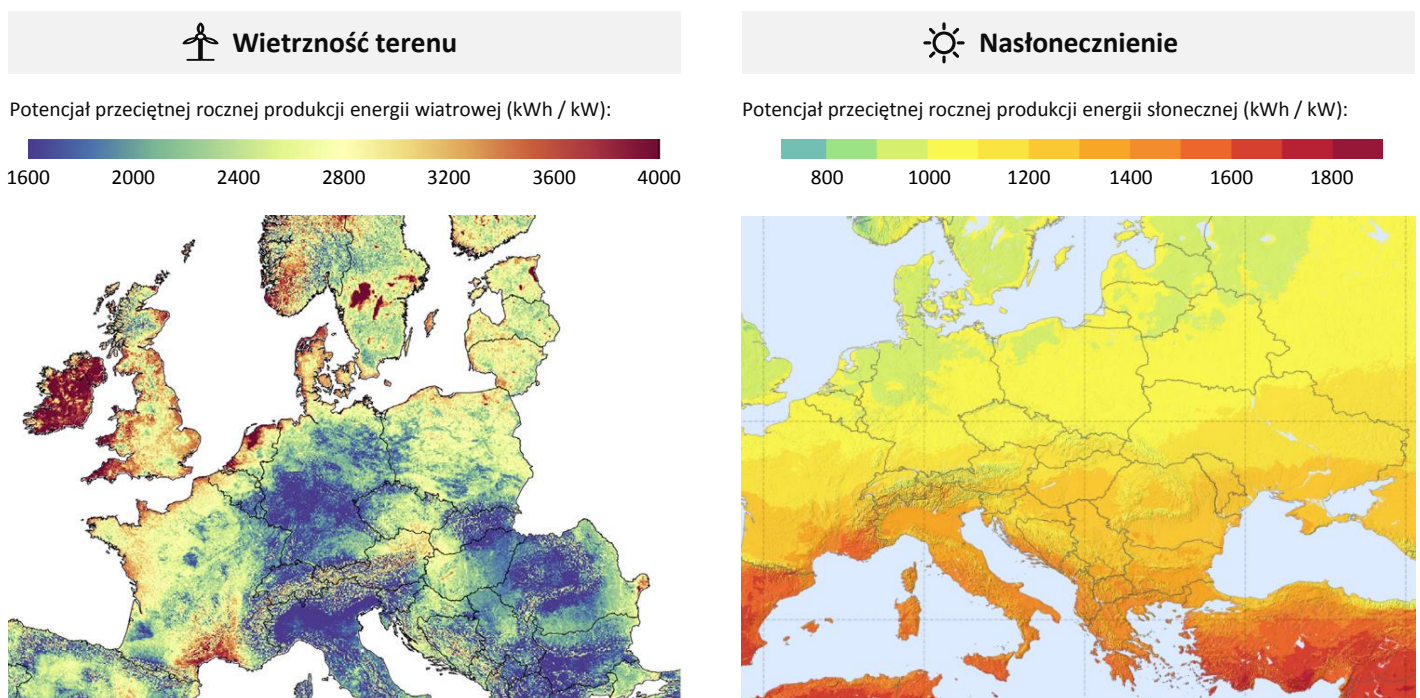 Wietrzność terenu
Potencjał przeciętnej rocznej produkcji energii wiatrowej (kWh / kW):
1600 2000 2400 2800 3200 3600 4000
Nasłonecznienie
Potencjał przeciętnej rocznej produkcji energii słonecznej (kWh / kW):
800 1000 1200 1400 1600 1800